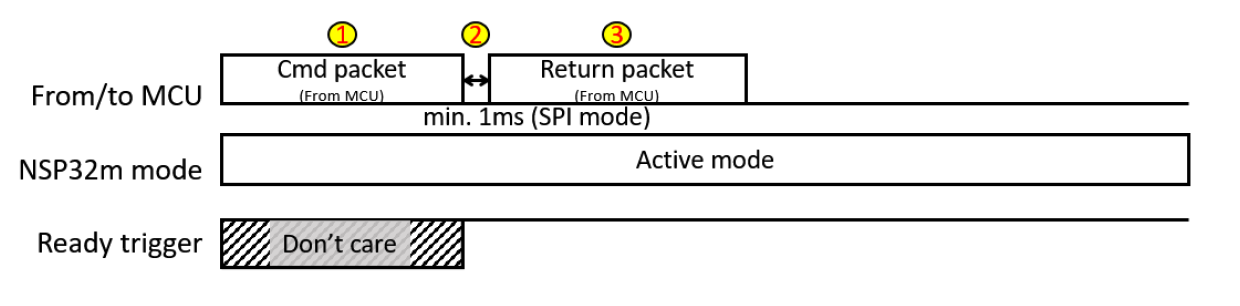 1 2 3
Cmd packet Return packet
(From MCU) (From MCU)
From/to MCU
min. 1ms (SPI mode)
NSP32m mode Active mode
Ready trigger Don't care